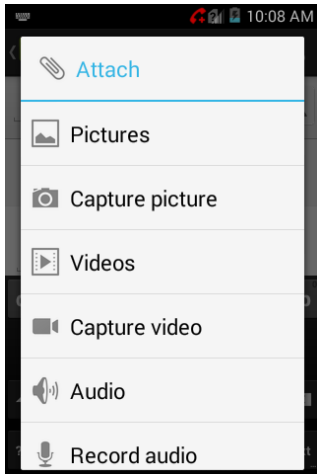 10:08 AM
Attach
Pictures
Capture picture
Videos
Capture video
Audio
Record audio